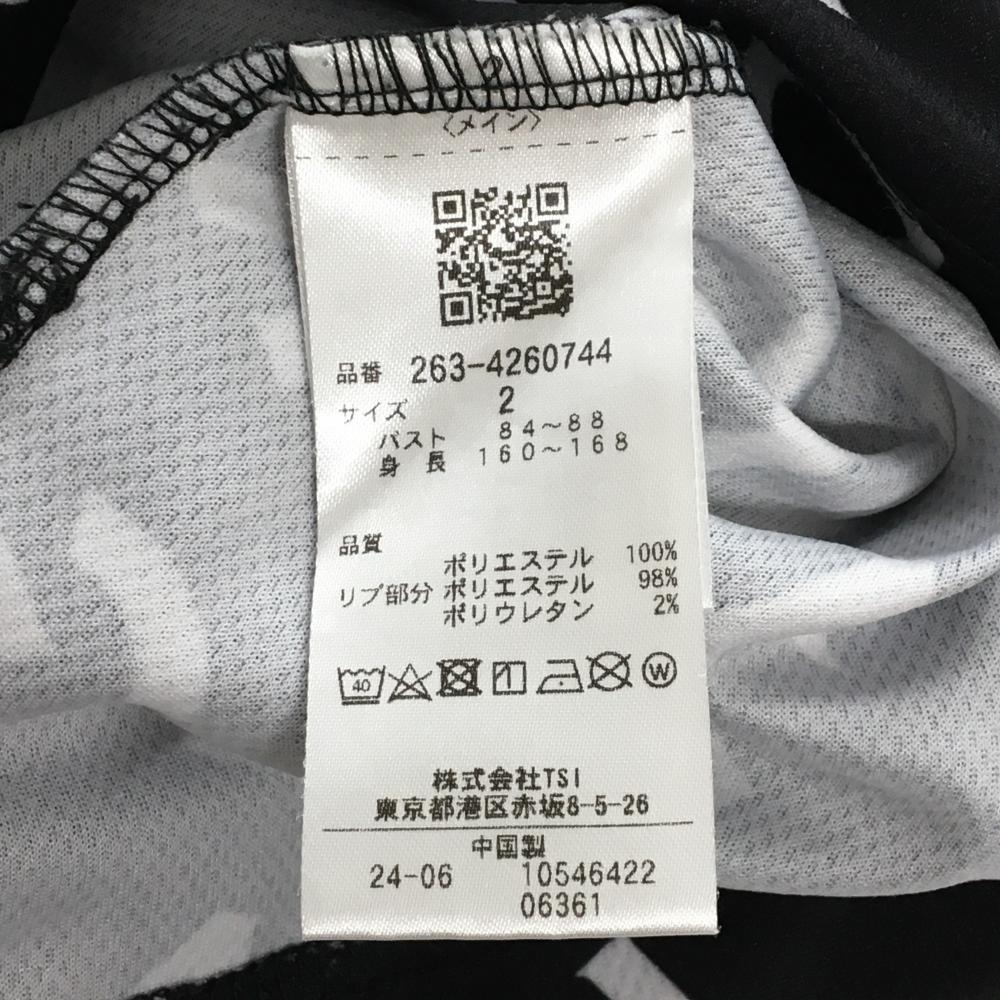 2
〈メイン〉
品番 263-4260744
サイズ 2
バスト 84～88
身長 160～168
品質
ポリエステル 100%
リブ部分 ポリエステル 98%
ポリウレタン 2%
40 W
株式会社TSI
東京都港区赤坂8-5-26
中国製
24-06 10546422
06361